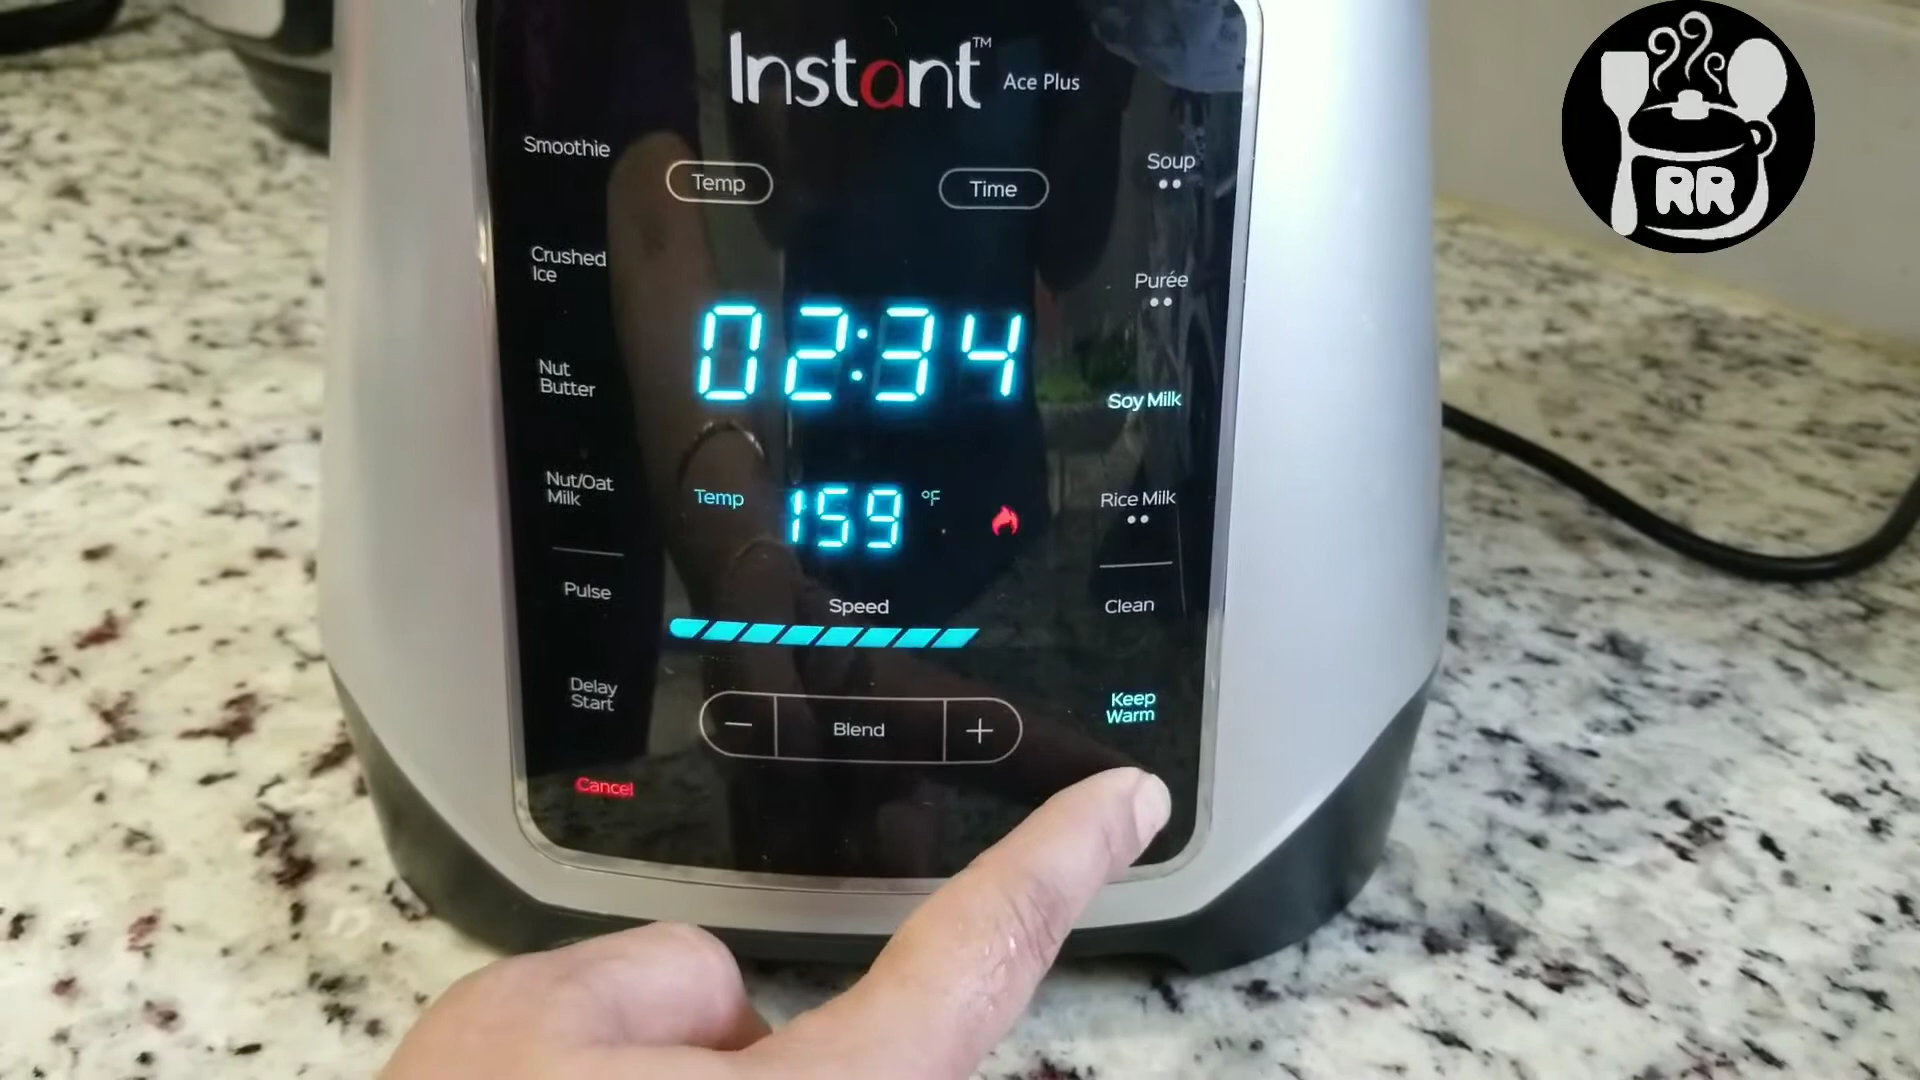 Instant™ Ace Plus
Smoothie
Temp
Time
Soup
Crushed
Ice
Purée
02:34
Nut
Butter
Soy Milk
Nut/Oat
Milk
Temp 159 °F
Rice Milk
Pulse
Speed
Clean
Delay
Start
− Blend +
Keep
Warm
Cancel
RR